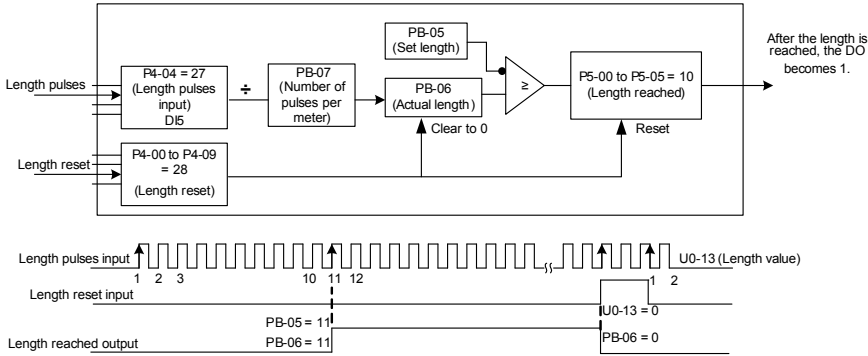 PB-05
(Set length)
After the length is
reached, the DO
becomes 1.
Length pulses
P4-04 = 27
(Length pulses
input)
DI5
÷
PB-07
(Number of
pulses per
meter)
PB-06
(Actual length)
≥
P5-00 to P5-05 = 10
(Length reached)
Clear to 0
Reset
Length reset
P4-00 to P4-09
= 28
(Length reset)
Length pulses input
U0-13 (Length value)
1 2 3 10 11 12 1 2
Length reset input
PB-05 = 11
U0-13 = 0
Length reached output
PB-06 = 11
PB-06 = 0